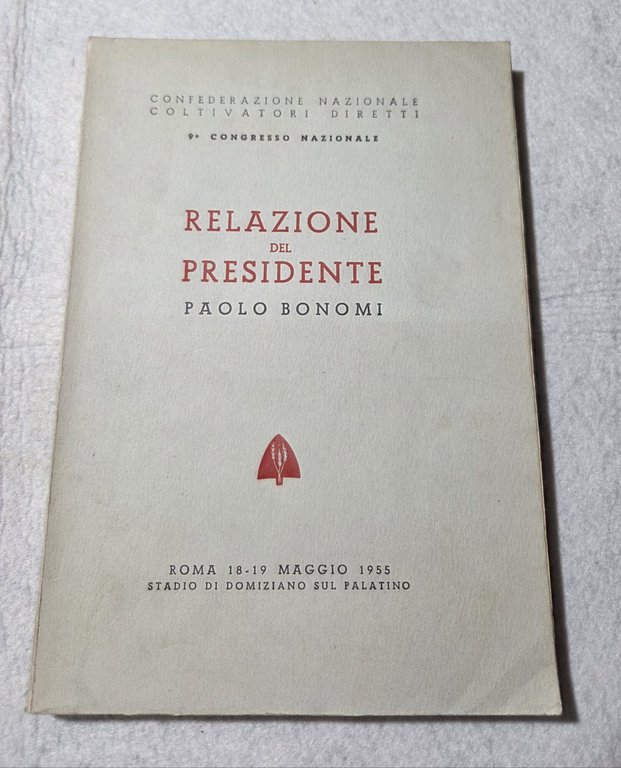 CONFEDERAZIONE NAZIONALE
COLTIVATORI DIRETTI
9º CONGRESSO NAZIONALE
RELAZIONE
DEL
PRESIDENTE
PAOLO BONOMI
ROMA 18-19 MAGGIO 1955
STADIO DI DOMIZIANO SUL PALATINO